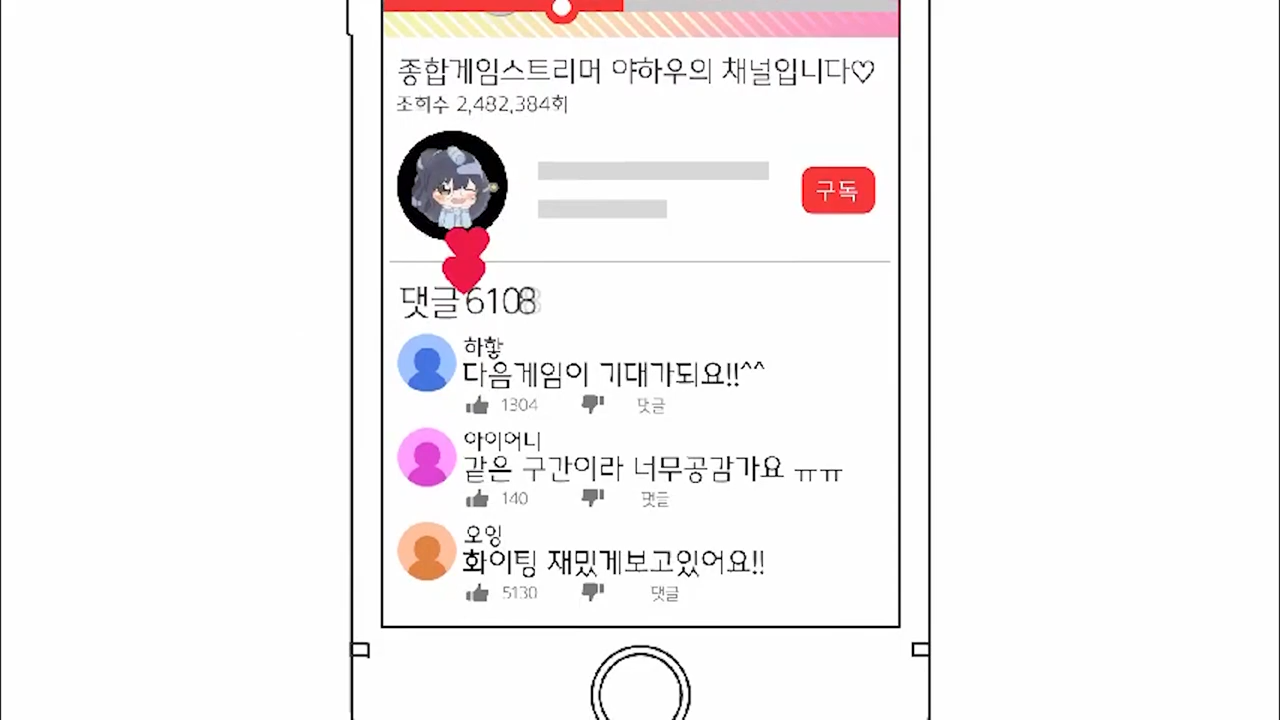 종합게임스트리머 야하우의 채널입니다♡
조회수 2,482,384회
구독
댓글 6108
하핳
다음게임이 기대가되요!!^^
1304 댓글
아이어니
같은 구간이라 너무공감가요 ㅠㅠ
140 댓글
오잉
화이팅 재밌게보고있어요!!
5130 댓글